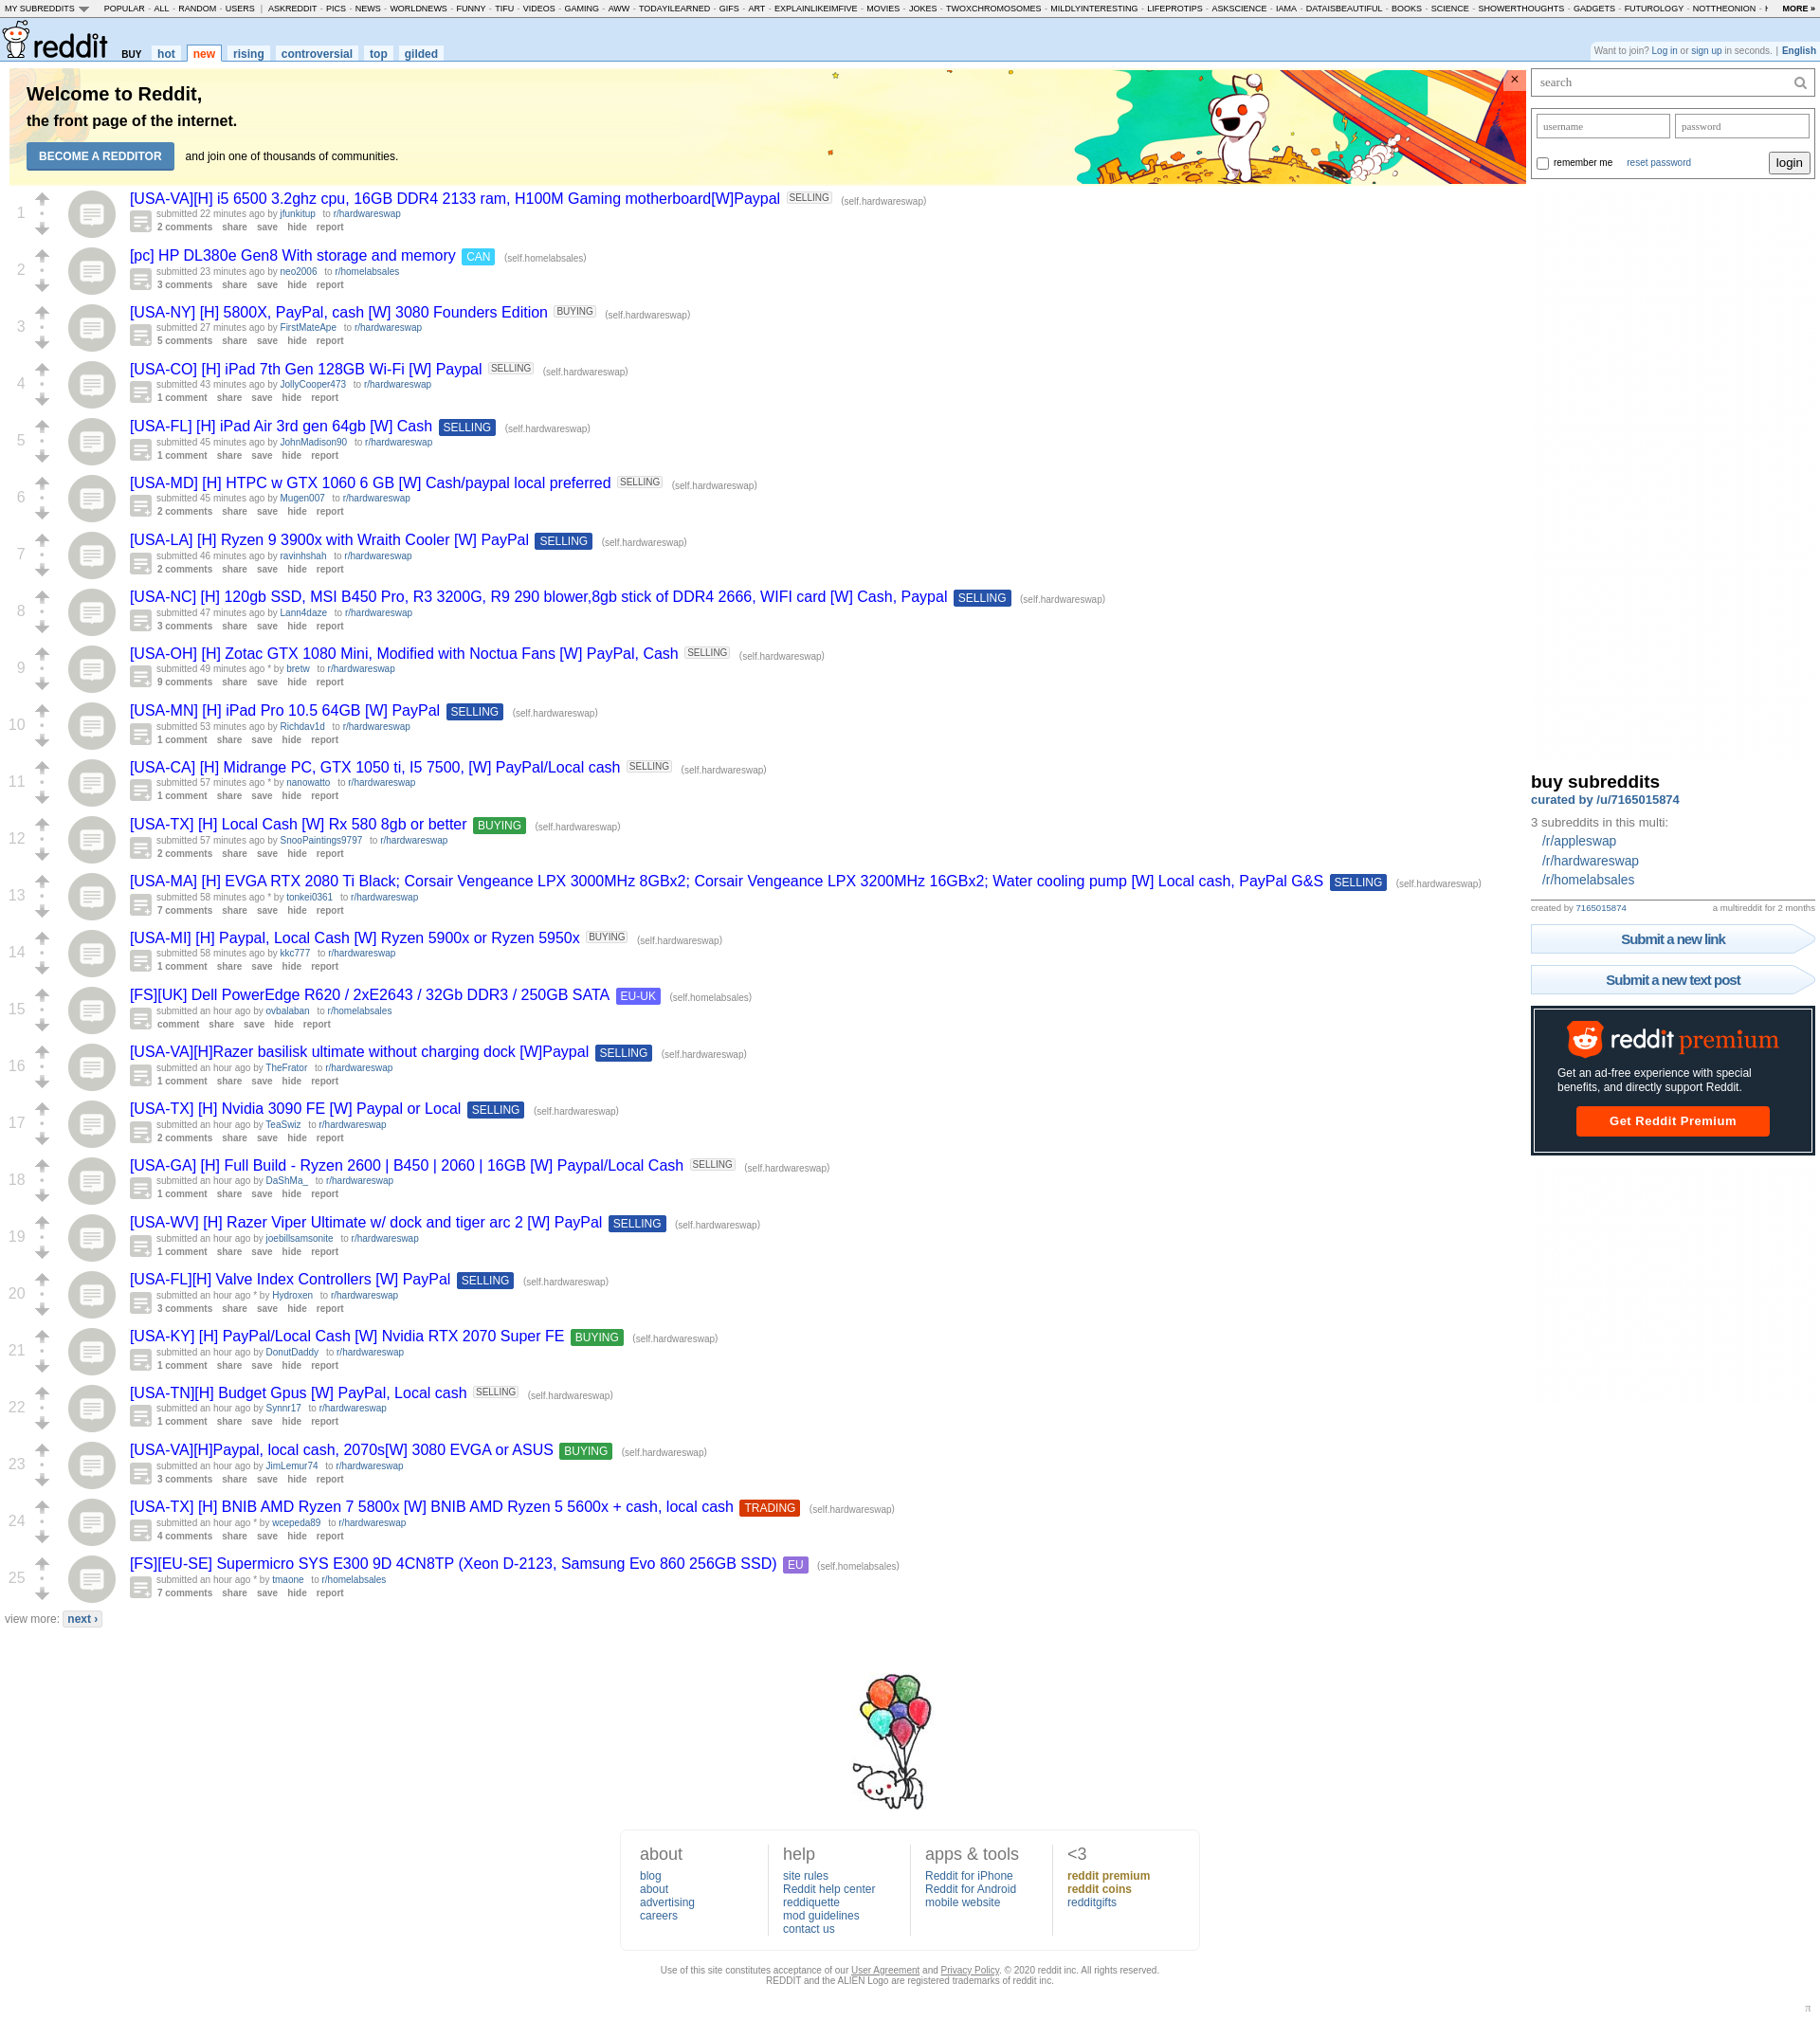 MY SUBREDDITS POPULAR - ALL - RANDOM - USERS | ASKREDDIT - PICS - NEWS - WORLDNEWS - FUNNY - TIFU - VIDEOS - GAMING - AWW - TODAYILEARNED - GIFS - ART - EXPLAINLIKEIMFIVE - MOVIES - JOKES - TWOXCHROMOSOMES - MILDLYINTERESTING - LIFEPROTIPS - ASKSCIENCE - IAMA - DATAISBEAUTIFUL - BOOKS - SCIENCE - SHOWERTHOUGHTS - GADGETS - FUTUROLOGY - NOTTHEONION - MORE »
reddit BUY hot new rising controversial top gilded Want to join? Log in or sign up in seconds. | English
Welcome to Reddit,
the front page of the internet.
BECOME A REDDITOR and join one of thousands of communities.
×
search
username password
remember me reset password login
1 [USA-VA][H] i5 6500 3.2ghz cpu, 16GB DDR4 2133 ram, H100M Gaming motherboard[W]Paypal SELLING (self.hardwareswap)
submitted 22 minutes ago by jfunkitup to r/hardwareswap
2 comments share save hide report
2 [pc] HP DL380e Gen8 With storage and memory CAN (self.homelabsales)
submitted 23 minutes ago by neo2006 to r/homelabsales
3 comments share save hide report
3 [USA-NY] [H] 5800X, PayPal, cash [W] 3080 Founders Edition BUYING (self.hardwareswap)
submitted 27 minutes ago by FirstMateApe to r/hardwareswap
5 comments share save hide report
4 [USA-CO] [H] iPad 7th Gen 128GB Wi-Fi [W] Paypal SELLING (self.hardwareswap)
submitted 43 minutes ago by JollyCooper473 to r/hardwareswap
1 comment share save hide report
5 [USA-FL] [H] iPad Air 3rd gen 64gb [W] Cash SELLING (self.hardwareswap)
submitted 45 minutes ago by JohnMadison90 to r/hardwareswap
1 comment share save hide report
6 [USA-MD] [H] HTPC w GTX 1060 6 GB [W] Cash/paypal local preferred SELLING (self.hardwareswap)
submitted 45 minutes ago by Mugen007 to r/hardwareswap
2 comments share save hide report
7 [USA-LA] [H] Ryzen 9 3900x with Wraith Cooler [W] PayPal SELLING (self.hardwareswap)
submitted 46 minutes ago by ravinhshah to r/hardwareswap
2 comments share save hide report
8 [USA-NC] [H] 120gb SSD, MSI B450 Pro, R3 3200G, R9 290 blower,8gb stick of DDR4 2666, WIFI card [W] Cash, Paypal SELLING (self.hardwareswap)
submitted 47 minutes ago by Lann4daze to r/hardwareswap
3 comments share save hide report
9 [USA-OH] [H] Zotac GTX 1080 Mini, Modified with Noctua Fans [W] PayPal, Cash SELLING (self.hardwareswap)
submitted 49 minutes ago * by bretw to r/hardwareswap
9 comments share save hide report
10 [USA-MN] [H] iPad Pro 10.5 64GB [W] PayPal SELLING (self.hardwareswap)
submitted 53 minutes ago by Richdav1d to r/hardwareswap
1 comment share save hide report
11 [USA-CA] [H] Midrange PC, GTX 1050 ti, I5 7500, [W] PayPal/Local cash SELLING (self.hardwareswap)
submitted 57 minutes ago * by nanowatto to r/hardwareswap
1 comment share save hide report
12 [USA-TX] [H] Local Cash [W] Rx 580 8gb or better BUYING (self.hardwareswap)
submitted 57 minutes ago by SnooPaintings9797 to r/hardwareswap
2 comments share save hide report
13 [USA-MA] [H] EVGA RTX 2080 Ti Black; Corsair Vengeance LPX 3000MHz 8GBx2; Corsair Vengeance LPX 3200MHz 16GBx2; Water cooling pump [W] Local cash, PayPal G&S SELLING (self.hardwareswap)
submitted 58 minutes ago * by tonkei0361 to r/hardwareswap
7 comments share save hide report
14 [USA-MI] [H] Paypal, Local Cash [W] Ryzen 5900x or Ryzen 5950x BUYING (self.hardwareswap)
submitted 58 minutes ago by kkc777 to r/hardwareswap
1 comment share save hide report
15 [FS][UK] Dell PowerEdge R620 / 2xE2643 / 32Gb DDR3 / 250GB SATA EU-UK (self.homelabsales)
submitted an hour ago by ovbalaban to r/homelabsales
comment share save hide report
16 [USA-VA][H]Razer basilisk ultimate without charging dock [W]Paypal SELLING (self.hardwareswap)
submitted an hour ago by TheFrator to r/hardwareswap
1 comment share save hide report
17 [USA-TX] [H] Nvidia 3090 FE [W] Paypal or Local SELLING (self.hardwareswap)
submitted an hour ago by TeaSwiz to r/hardwareswap
2 comments share save hide report
18 [USA-GA] [H] Full Build - Ryzen 2600 | B450 | 2060 | 16GB [W] Paypal/Local Cash SELLING (self.hardwareswap)
submitted an hour ago by DaShMa_ to r/hardwareswap
1 comment share save hide report
19 [USA-WV] [H] Razer Viper Ultimate w/ dock and tiger arc 2 [W] PayPal SELLING (self.hardwareswap)
submitted an hour ago by joebillsamsonite to r/hardwareswap
1 comment share save hide report
20 [USA-FL][H] Valve Index Controllers [W] PayPal SELLING (self.hardwareswap)
submitted an hour ago * by Hydroxen to r/hardwareswap
3 comments share save hide report
21 [USA-KY] [H] PayPal/Local Cash [W] Nvidia RTX 2070 Super FE BUYING (self.hardwareswap)
submitted an hour ago by DonutDaddy to r/hardwareswap
1 comment share save hide report
22 [USA-TN][H] Budget Gpus [W] PayPal, Local cash SELLING (self.hardwareswap)
submitted an hour ago by Synnr17 to r/hardwareswap
1 comment share save hide report
23 [USA-VA][H]Paypal, local cash, 2070s[W] 3080 EVGA or ASUS BUYING (self.hardwareswap)
submitted an hour ago by JimLemur74 to r/hardwareswap
3 comments share save hide report
24 [USA-TX] [H] BNIB AMD Ryzen 7 5800x [W] BNIB AMD Ryzen 5 5600x + cash, local cash TRADING (self.hardwareswap)
submitted an hour ago * by wcepeda89 to r/hardwareswap
4 comments share save hide report
25 [FS][EU-SE] Supermicro SYS E300 9D 4CN8TP (Xeon D-2123, Samsung Evo 860 256GB SSD) EU (self.homelabsales)
submitted an hour ago * by tmaone to r/homelabsales
7 comments share save hide report
view more: next ›
buy subreddits
curated by /u/7165015874
3 subreddits in this multi:
/r/appleswap
/r/hardwareswap
/r/homelabsales
created by 7165015874 a multireddit for 2 months
Submit a new link
Submit a new text post
reddit premium
Get an ad-free experience with special
benefits, and directly support Reddit.
Get Reddit Premium
about
blog
about
advertising
careers
help
site rules
Reddit help center
reddiquette
mod guidelines
contact us
apps & tools
Reddit for iPhone
Reddit for Android
mobile website
<3
reddit premium
reddit coins
redditgifts
Use of this site constitutes acceptance of our User Agreement and Privacy Policy. © 2020 reddit inc. All rights reserved.
REDDIT and the ALIEN Logo are registered trademarks of reddit inc.
π